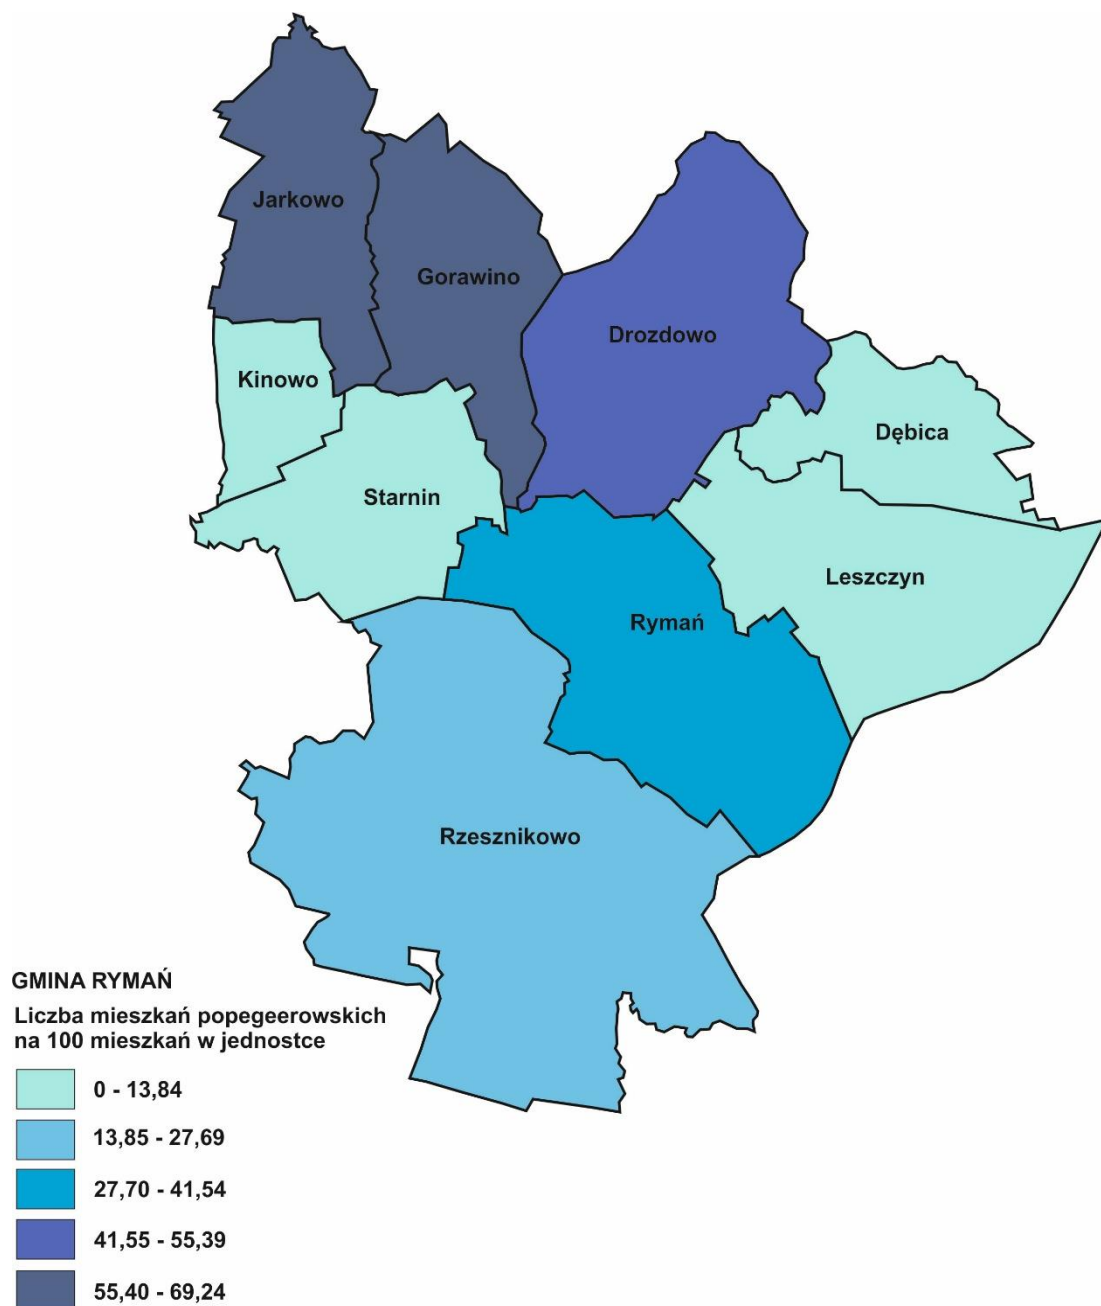 Jarkowo
Gorawino
Drozdowo
Kinowo
Dębica
Starnin
Leszczyn
Rymań
Rzesznikowo
GMINA RYMAŃ
Liczba mieszkań popegeerowskich
na 100 mieszkań w jednostce
0 - 13,84
13,85 - 27,69
27,70 - 41,54
41,55 - 55,39
55,40 - 69,24